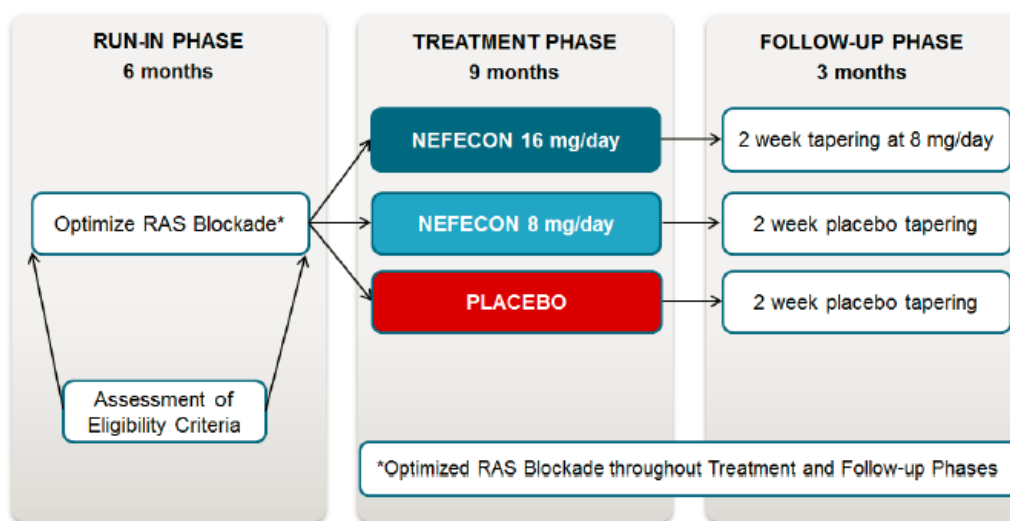 RUN-IN PHASE
6 months
Optimize RAS Blockade*
Assessment of
Eligibility Criteria
TREATMENT PHASE
9 months
NEFECON 16 mg/day
NEFECON 8 mg/day
PLACEBO
FOLLOW-UP PHASE
3 months
2 week tapering at 8 mg/day
2 week placebo tapering
2 week placebo tapering
*Optimized RAS Blockade throughout Treatment and Follow-up Phases